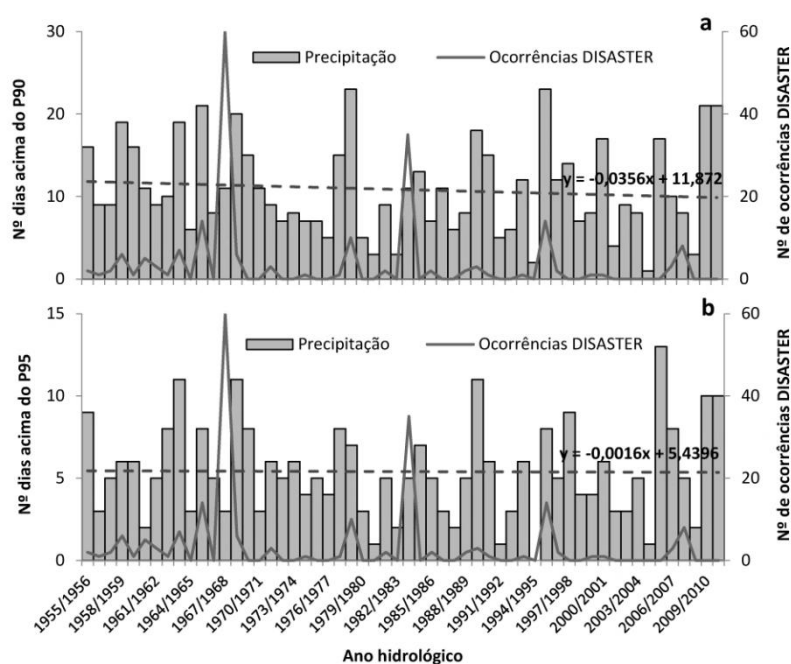 a
Precipitação
Ocorrências DISASTER
Nº dias acima do P90
30
20
10
0
60
40
20
0
Nº de ocorrências DISASTER
y = -0,0356x + 11,872
b
Precipitação
Ocorrências DISASTER
Nº dias acima do P95
15
10
5
0
60
40
20
0
Nº de ocorrências DISASTER
y = -0,0016x + 5,4396
1955/1956
1958/1959
1961/1962
1964/1965
1967/1968
1970/1971
1973/1974
1976/1977
1979/1980
1982/1983
1985/1986
1988/1989
1991/1992
1994/1995
1997/1998
2000/2001
2003/2004
2006/2007
2009/2010
Ano hidrológico